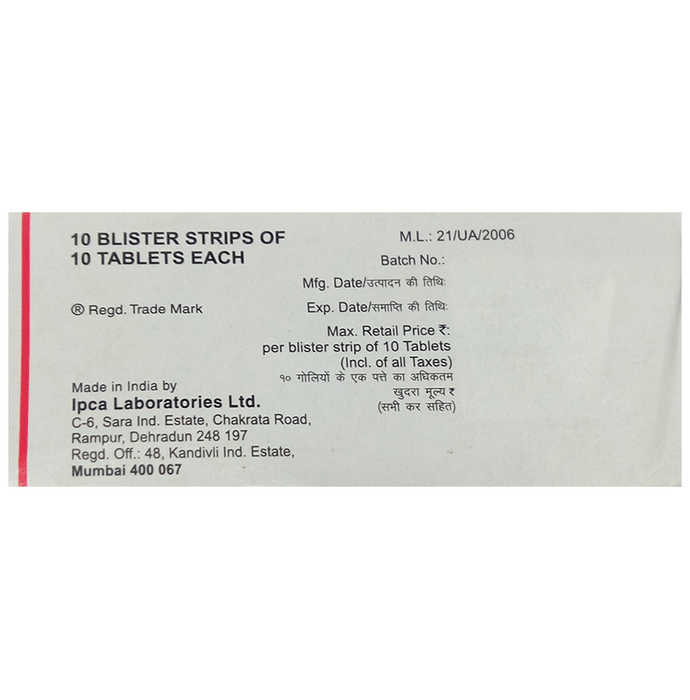 10 BLISTER STRIPS OF
10 TABLETS EACH
® Regd. Trade Mark
Made in India by
Ipca Laboratories Ltd.
C-6, Sara Ind. Estate, Chakrata Road,
Rampur, Dehradun 248 197
Regd. Off.: 48, Kandivli Ind. Estate,
Mumbai 400 067
M.L.: 21/UA/2006
Batch No.:
Mfg. Date/उत्पादन की तिथि:
Exp. Date/समाप्ति की तिथि:
Max. Retail Price ₹:
per blister strip of 10 Tablets
(Incl. of all Taxes)
१० गोलियों के एक पत्ते का अधिकतम
खुदरा मूल्य ₹
(सभी कर सहित)